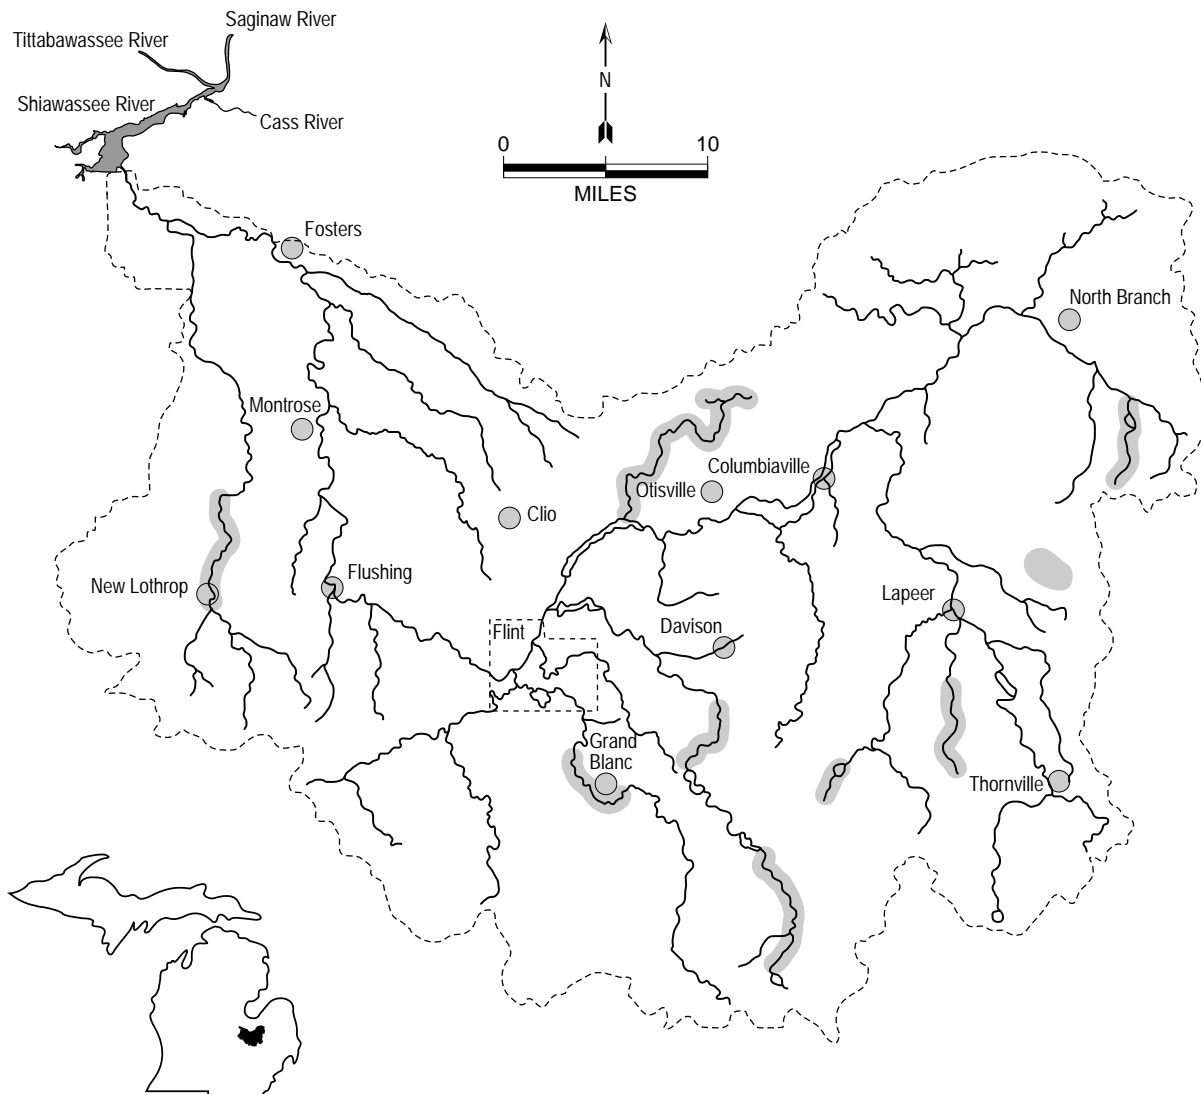 Saginaw River
Tittabawassee River
N
Shiawassee River
Cass River
0 10
MILES
Fosters
North Branch
Montrose
Columbiaville
Otisville
Clio
New Lothrop
Flushing
Lapeer
Flint
Davison
Grand
Blanc
Thornville